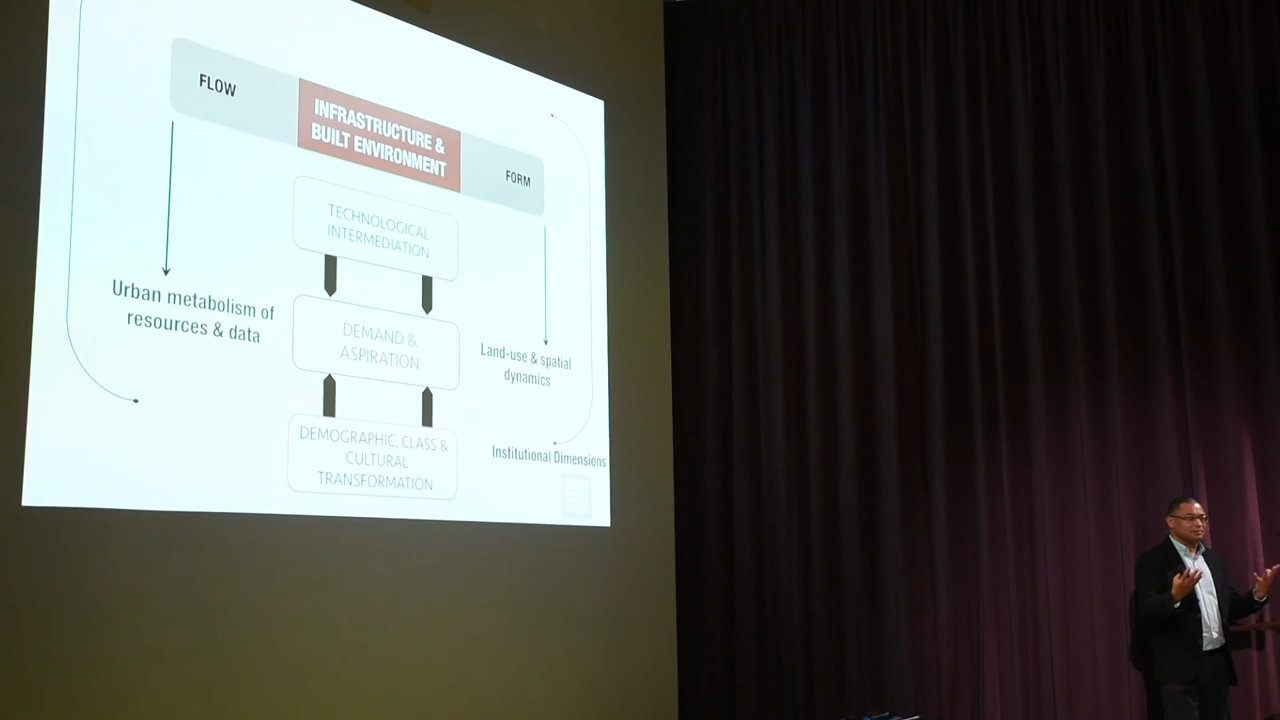 FLOW
INFRASTRUCTURE &
BUILT ENVIRONMENT
FORM
TECHNOLOGICAL
INTERMEDIATION
Urban metabolism of
resources & data
DEMAND &
ASPIRATION
Land-use & spatial
dynamics
DEMOGRAPHIC, CLASS &
CULTURAL
TRANSFORMATION
Institutional Dimensions